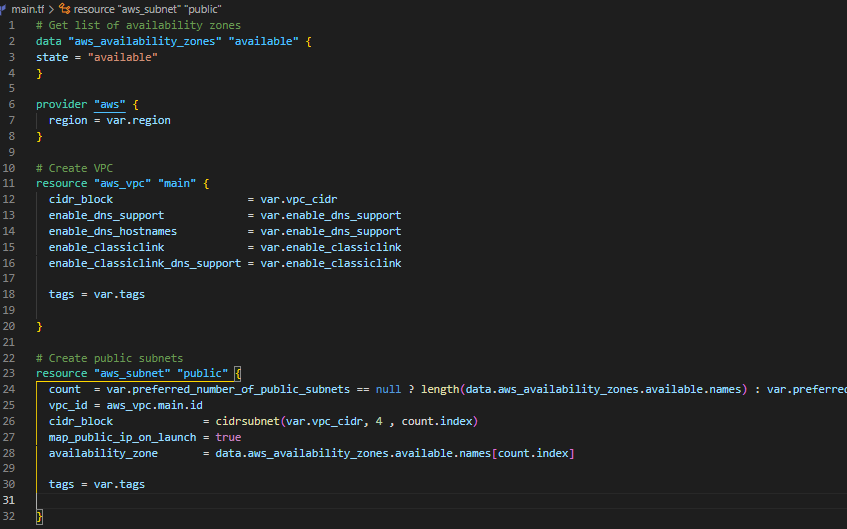 main.tf > resource "aws_subnet" "public"
1 # Get list of availability zones
2 data "aws_availability_zones" "available" {
3 state = "available"
4 }
5
6 provider "aws" {
7   region = var.region
8 }
9
10 # Create VPC
11 resource "aws_vpc" "main" {
12   cidr_block                     = var.vpc_cidr
13   enable_dns_support             = var.enable_dns_support
14   enable_dns_hostnames           = var.enable_dns_support
15   enable_classiclink             = var.enable_classiclink
16   enable_classiclink_dns_support = var.enable_classiclink
17
18   tags = var.tags
19
20 }
21
22 # Create public subnets
23 resource "aws_subnet" "public" {
24   count  = var.preferred_number_of_public_subnets == null ? length(data.aws_availability_zones.available.names) : var.preferred
25   vpc_id = aws_vpc.main.id
26   cidr_block              = cidrsubnet(var.vpc_cidr, 4 , count.index)
27   map_public_ip_on_launch = true
28   availability_zone       = data.aws_availability_zones.available.names[count.index]
29
30   tags = var.tags
31
32 }